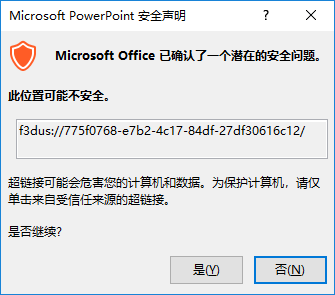 Microsoft PowerPoint 安全声明
Microsoft Office 已确认了一个潜在的安全问题。
此位置可能不安全。
f3dus://775f0768-e7b2-4c17-84df-27df30616c12/
超链接可能会危害您的计算机和数据。为保护计算机，请仅
单击来自受信任来源的超链接。
是否继续?
是(Y)
否(N)